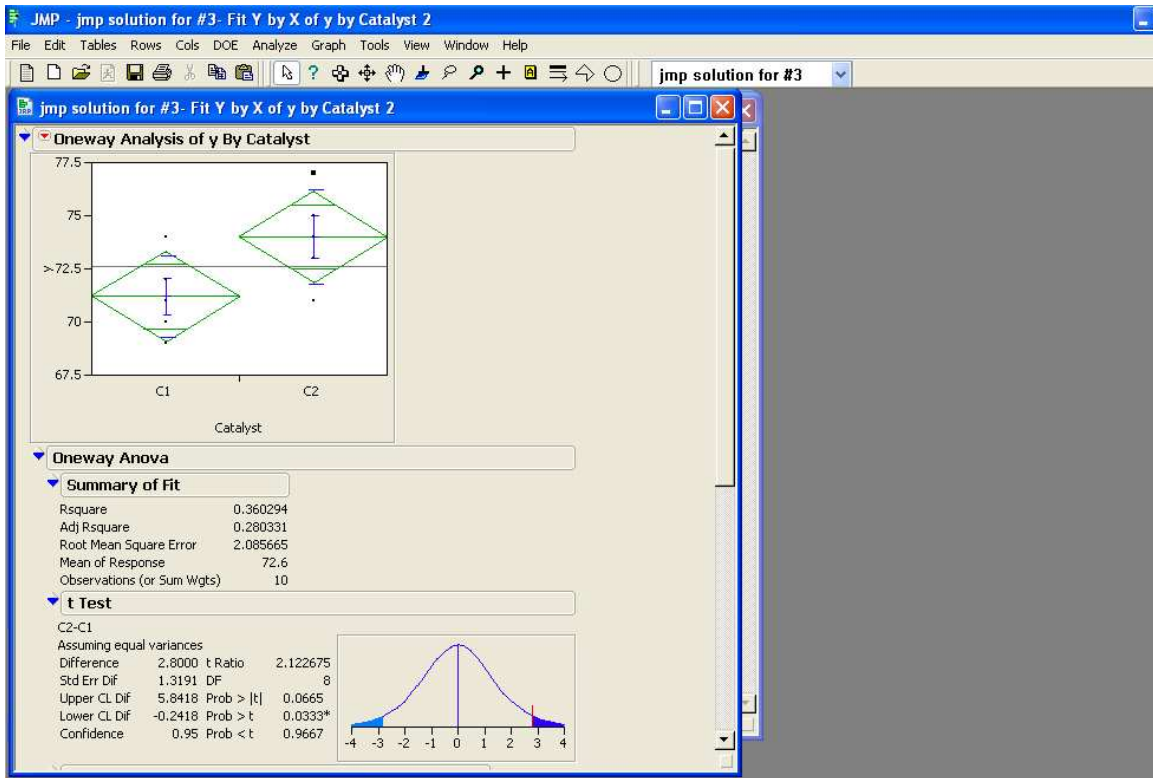 JMP - jmp solution for #3- Fit Y by X of y by Catalyst 2
File Edit Tables Rows Cols DOE Analyze Graph Tools View Window Help
jmp solution for #3
jmp solution for #3- Fit Y by X of y by Catalyst 2
Oneway Analysis of y By Catalyst
77.5
75
72.5
70
67.5
y
C1 C2
Catalyst
Oneway Anova
Summary of Fit
Rsquare 0.360294
Adj Rsquare 0.280331
Root Mean Square Error 2.085665
Mean of Response 72.6
Observations (or Sum Wgts) 10
t Test
C2-C1
Assuming equal variances
Difference 2.8000 t Ratio 2.122675
Std Err Dif 1.3191 DF 8
Upper CL Dif 5.8418 Prob > |t| 0.0665
Lower CL Dif -0.2418 Prob > t 0.0333*
Confidence 0.95 Prob < t 0.9667
-4 -3 -2 -1 0 1 2 3 4